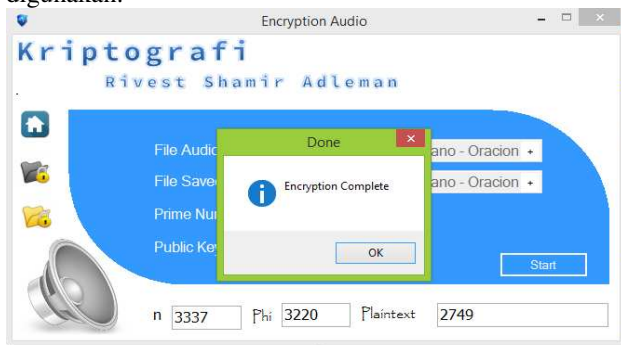 digunakan.
Encryption Audio
Kriptografi
Rivest Shamir Adleman
Done
File Audio
ano - Oracion
File Saved
ano - Oracion
Encryption Complete
Prime Num
Public Key
OK
Start
n 3337 Phi 3220 Plaintext 2749